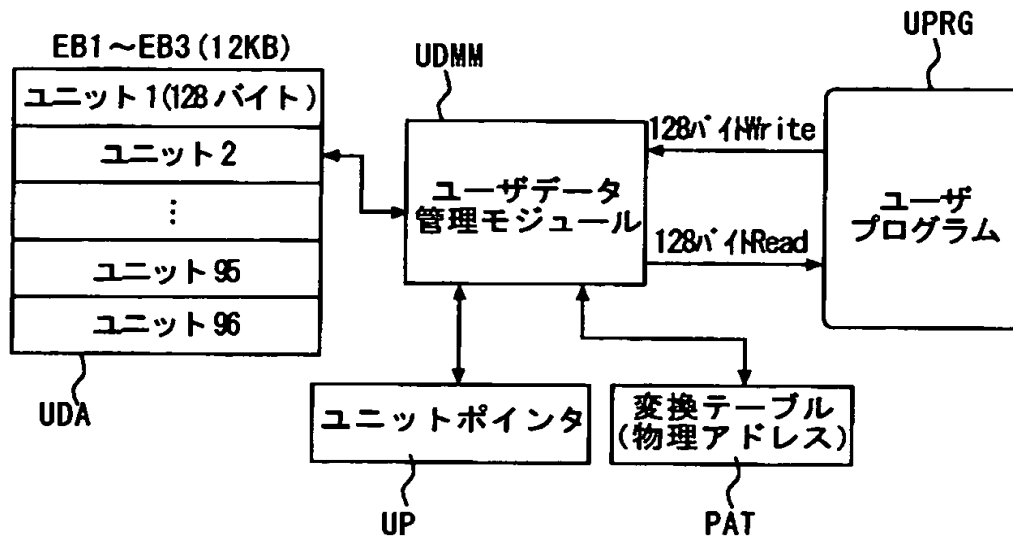 EB1～EB3(12KB)
ユニット1(128バイト)
ユニット2
⋮
ユニット95
ユニット96
UDA
UDMM
ユーザデータ
管理モジュール
128バイトWrite
128バイトRead
UPRG
ユーザ
プログラム
ユニットポインタ
UP
変換テーブル
(物理アドレス)
PAT